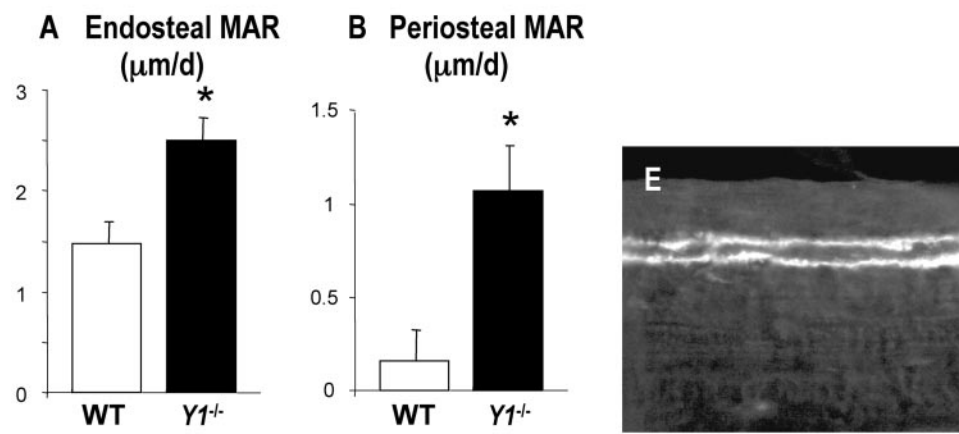 A Endosteal MAR
(μm/d)
3
2
1
0
*
WT Y1-/-
B Periosteal MAR
(μm/d)
1.5
1
0.5
0
*
WT Y1-/-
E